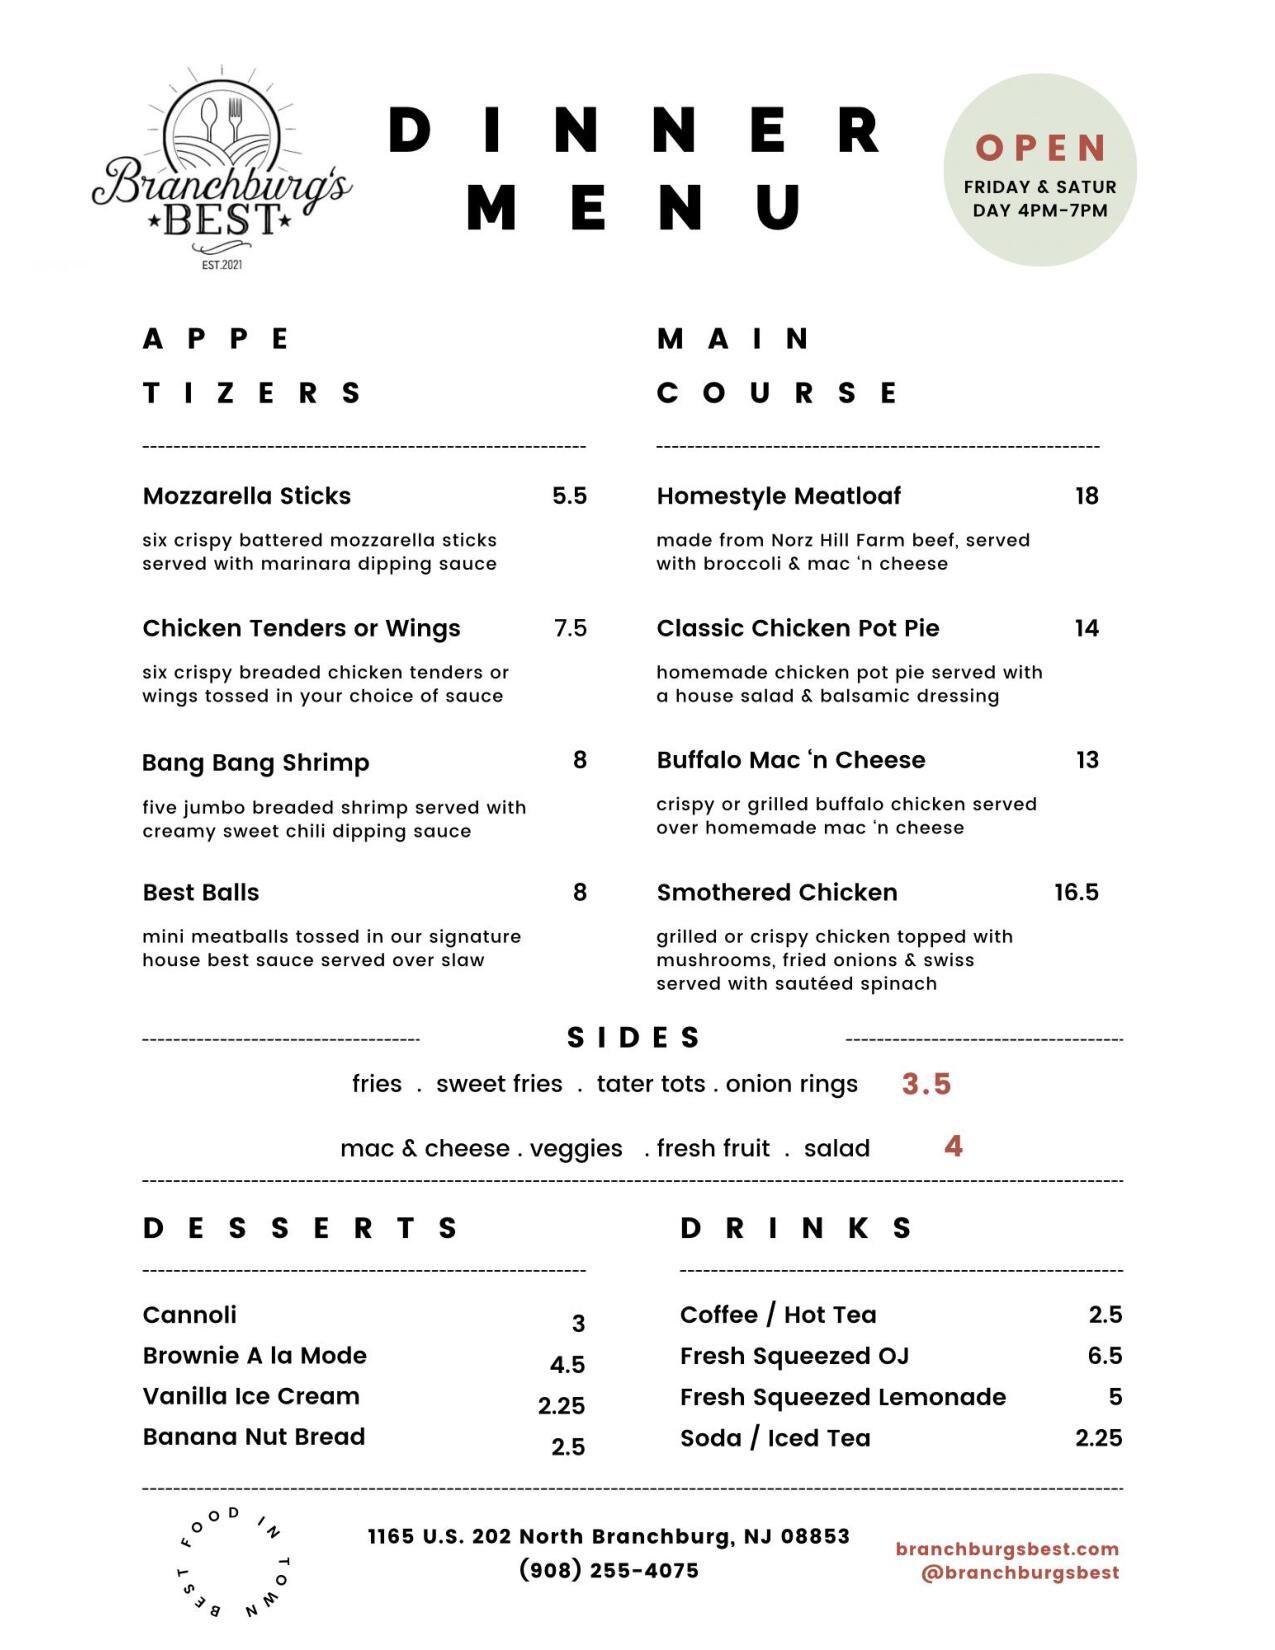 Branchburg's
★BEST★
EST.2021
DINNER
MENU
OPEN
FRIDAY & SATUR
DAY 4PM-7PM
APPE
TIZERS
Mozzarella Sticks 5.5
six crispy battered mozzarella sticks
served with marinara dipping sauce
Chicken Tenders or Wings 7.5
six crispy breaded chicken tenders or
wings tossed in your choice of sauce
Bang Bang Shrimp 8
five jumbo breaded shrimp served with
creamy sweet chili dipping sauce
Best Balls 8
mini meatballs tossed in our signature
house best sauce served over slaw
MAIN
COURSE
Homestyle Meatloaf 18
made from Norz Hill Farm beef, served
with broccoli & mac ‘n cheese
Classic Chicken Pot Pie 14
homemade chicken pot pie served with
a house salad & balsamic dressing
Buffalo Mac ‘n Cheese 13
crispy or grilled buffalo chicken served
over homemade mac ‘n cheese
Smothered Chicken 16.5
grilled or crispy chicken topped with
mushrooms, fried onions & swiss
served with sautéed spinach
SIDES
fries . sweet fries . tater tots . onion rings 3.5
mac & cheese . veggies . fresh fruit . salad 4
DESSERTS
Cannoli 3
Brownie A la Mode 4.5
Vanilla Ice Cream 2.25
Banana Nut Bread 2.5
DRINKS
Coffee / Hot Tea 2.5
Fresh Squeezed OJ 6.5
Fresh Squeezed Lemonade 5
Soda / Iced Tea 2.25
BEST FOOD IN TOWN
1165 U.S. 202 North Branchburg, NJ 08853
(908) 255-4075
branchburgsbest.com
@branchburgsbest